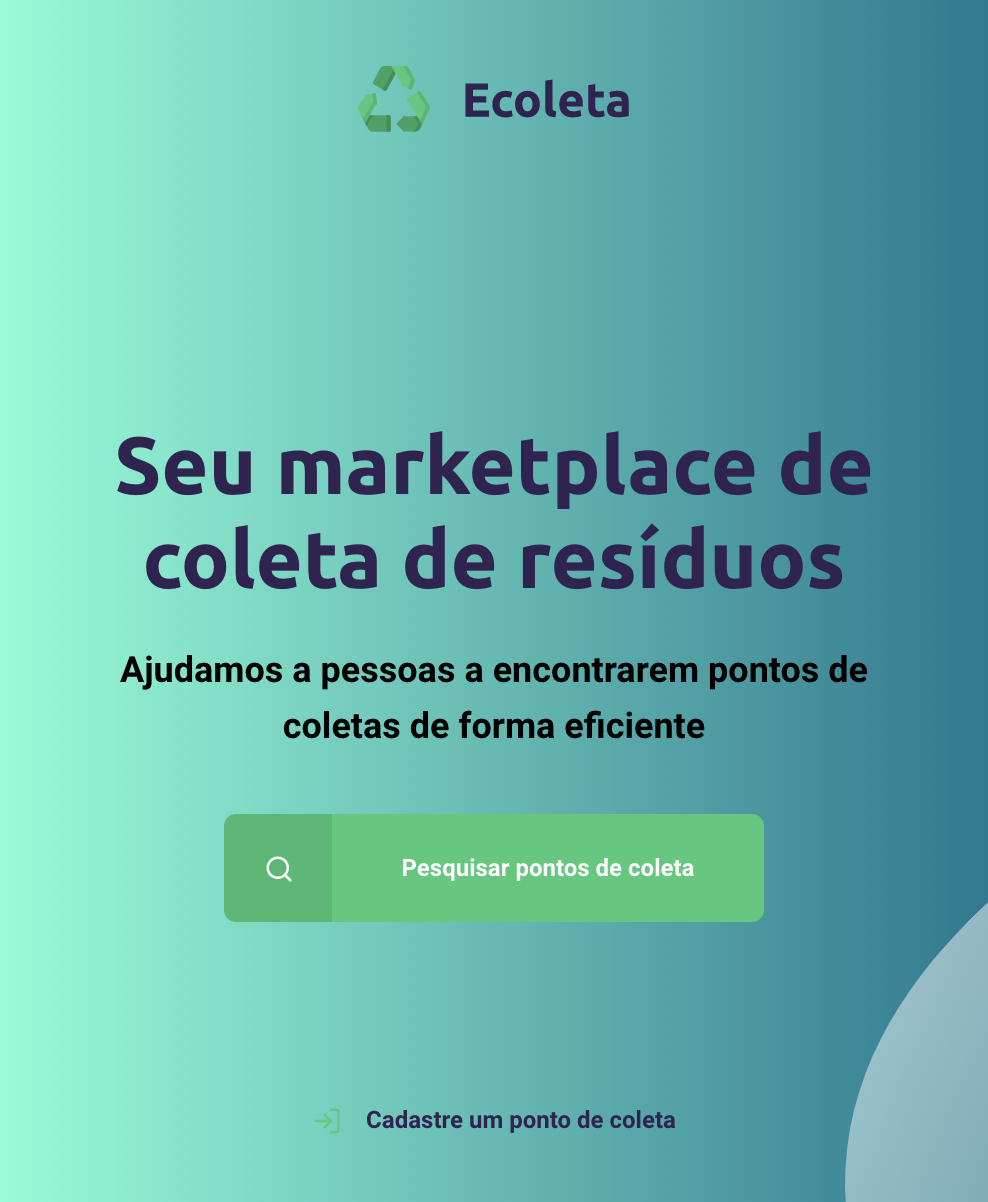 Ecoleta
Seu marketplace de
coleta de resíduos
Ajudamos a pessoas a encontrarem pontos de
coletas de forma eficiente
Pesquisar pontos de coleta
Cadastre um ponto de coleta